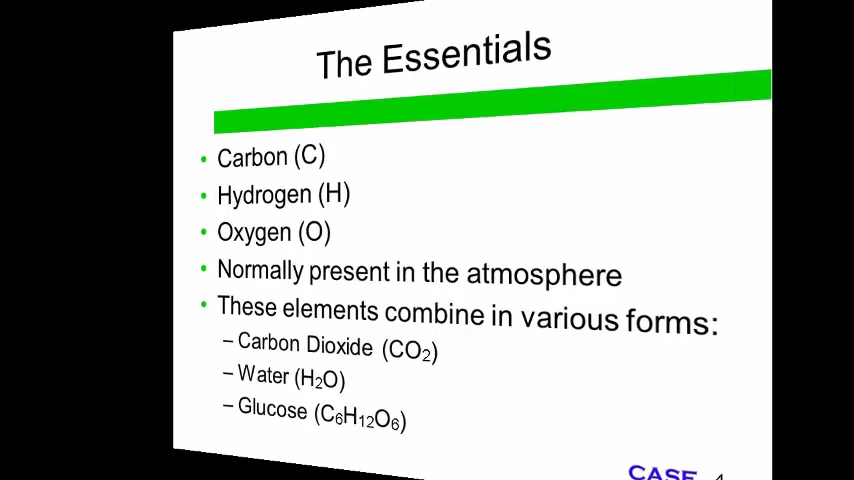 The Essentials
• Carbon (C)
• Hydrogen (H)
• Oxygen (O)
• Normally present in the atmosphere
• These elements combine in various forms:
– Carbon Dioxide (CO₂)
– Water (H₂O)
– Glucose (C₆H₁₂O₆)
CASE 4